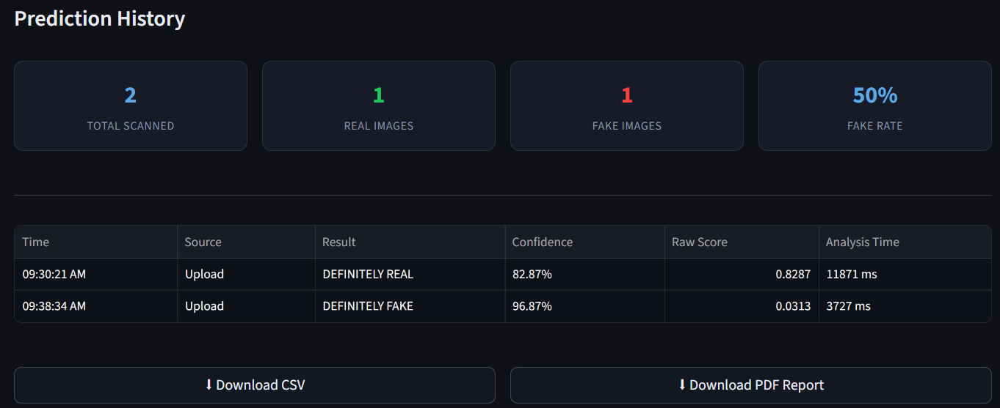 Prediction History
2 1 1 50%
TOTAL SCANNED REAL IMAGES FAKE IMAGES FAKE RATE
Time Source Result Confidence Raw Score Analysis Time
09:30:21 AM Upload DEFINITELY REAL 82.87% 0.8287 11871 ms
09:38:34 AM Upload DEFINITELY FAKE 96.87% 0.0313 3727 ms
⬇ Download CSV ⬇ Download PDF Report